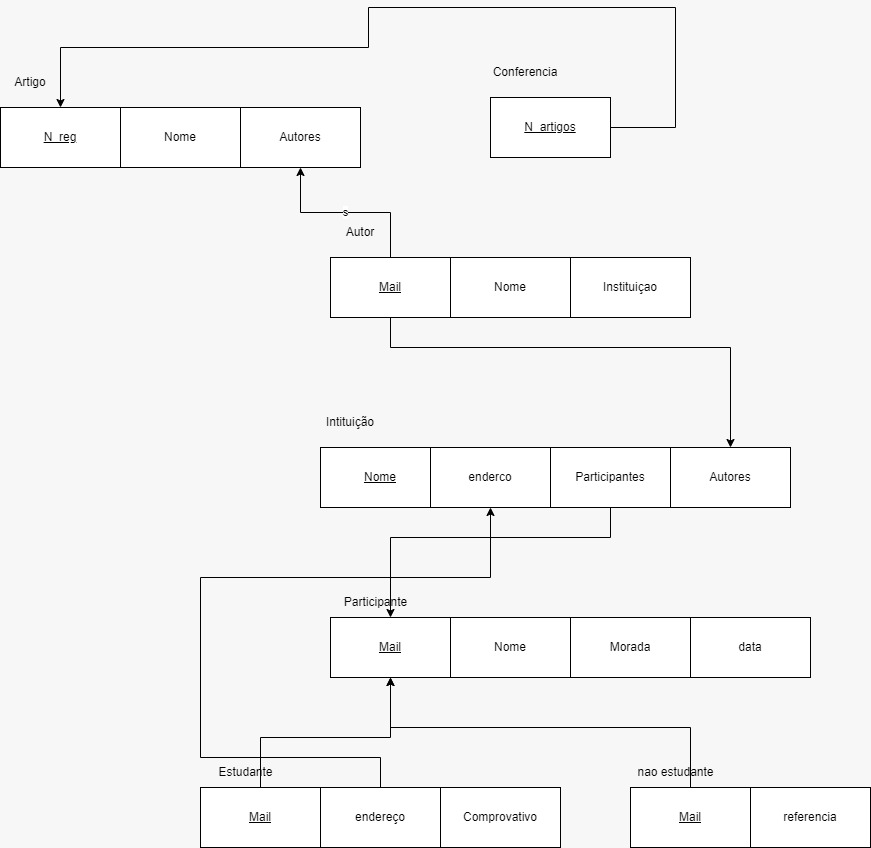 Conferencia
Artigo
N_artigos
N_reg
Nome
Autores
s
Autor
Mail
Nome
Instituiçao
Intituição
Nome
enderco
Participantes
Autores
Participante
Mail
Nome
Morada
data
Estudante
nao estudante
Mail
endereço
Comprovativo
Mail
referencia